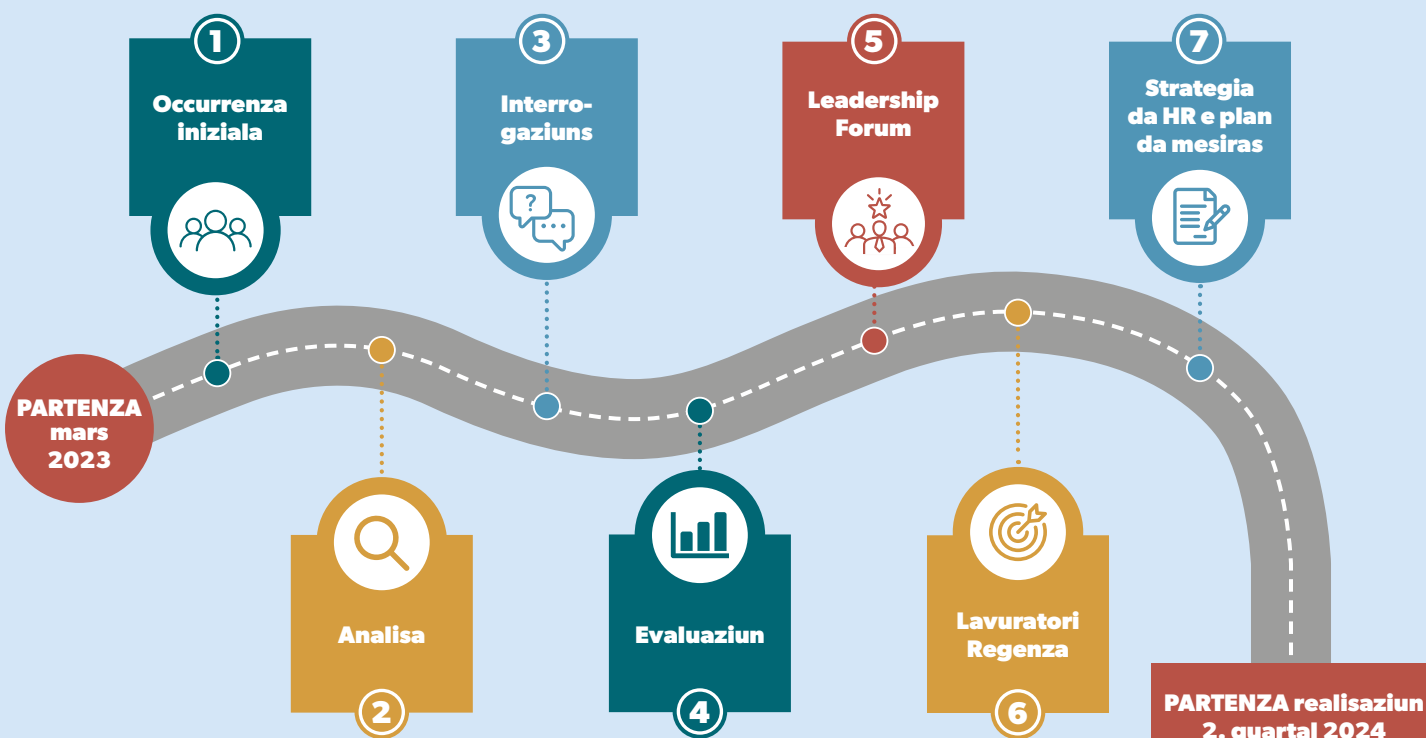 PARTENZA
mars
2023
1
Occurrenza
iniziala
2
Analisa
3
Interro-
gaziuns
?
4
Evaluaziun
5
Leadership
Forum
6
Lavuratori
Regenza
7
Strategia
da HR e plan
da mesiras
PARTENZA realisaziun
2. quartal 2024